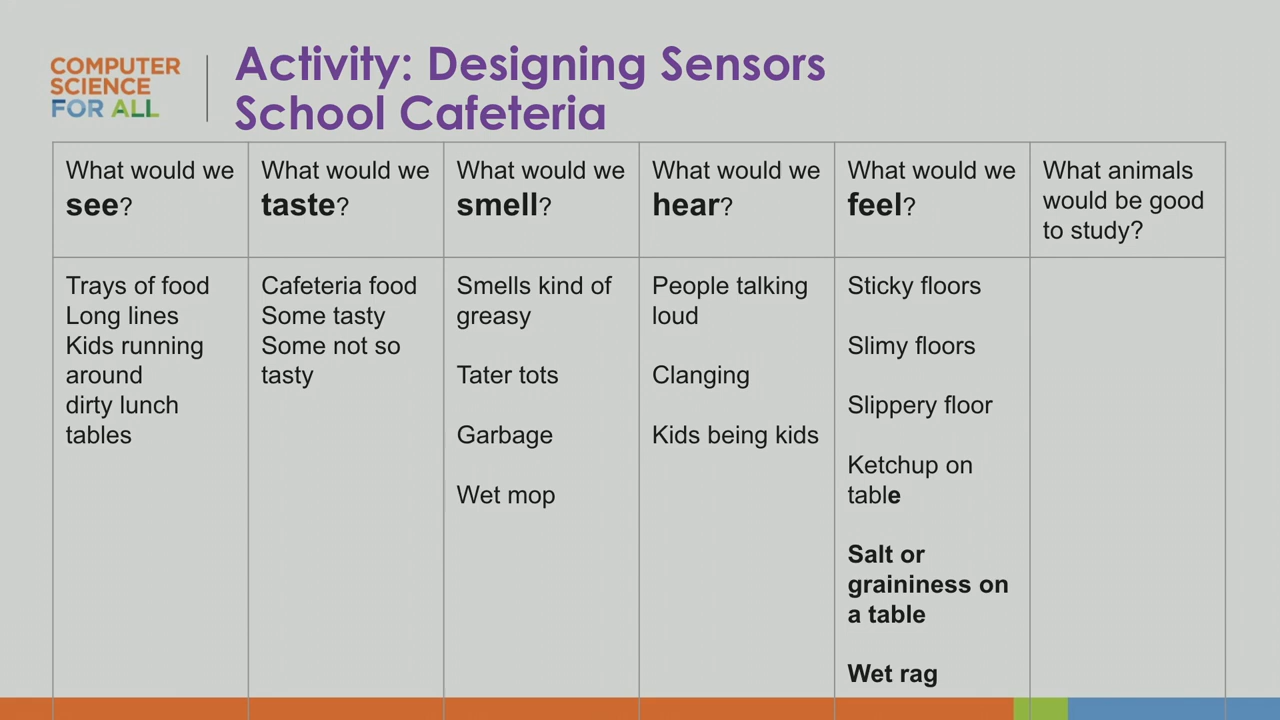 COMPUTER
SCIENCE
FOR ALL
Activity: Designing Sensors
School Cafeteria
What would we
see?
What would we
taste?
What would we
smell?
What would we
hear?
What would we
feel?
What animals
would be good
to study?
Trays of food
Long lines
Kids running
around
dirty lunch
tables
Cafeteria food
Some tasty
Some not so
tasty
Smells kind of
greasy
Tater tots
Garbage
Wet mop
People talking
loud
Clanging
Kids being kids
Sticky floors
Slimy floors
Slippery floor
Ketchup on
table
Salt or
graininess on
a table
Wet rag